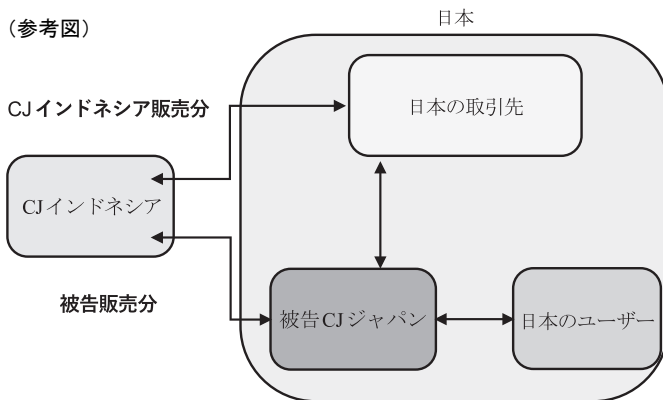 （参考図）
日本
CJインドネシア販売分
日本の取引先
CJインドネシア
被告販売分
被告CJジャパン
日本のユーザー